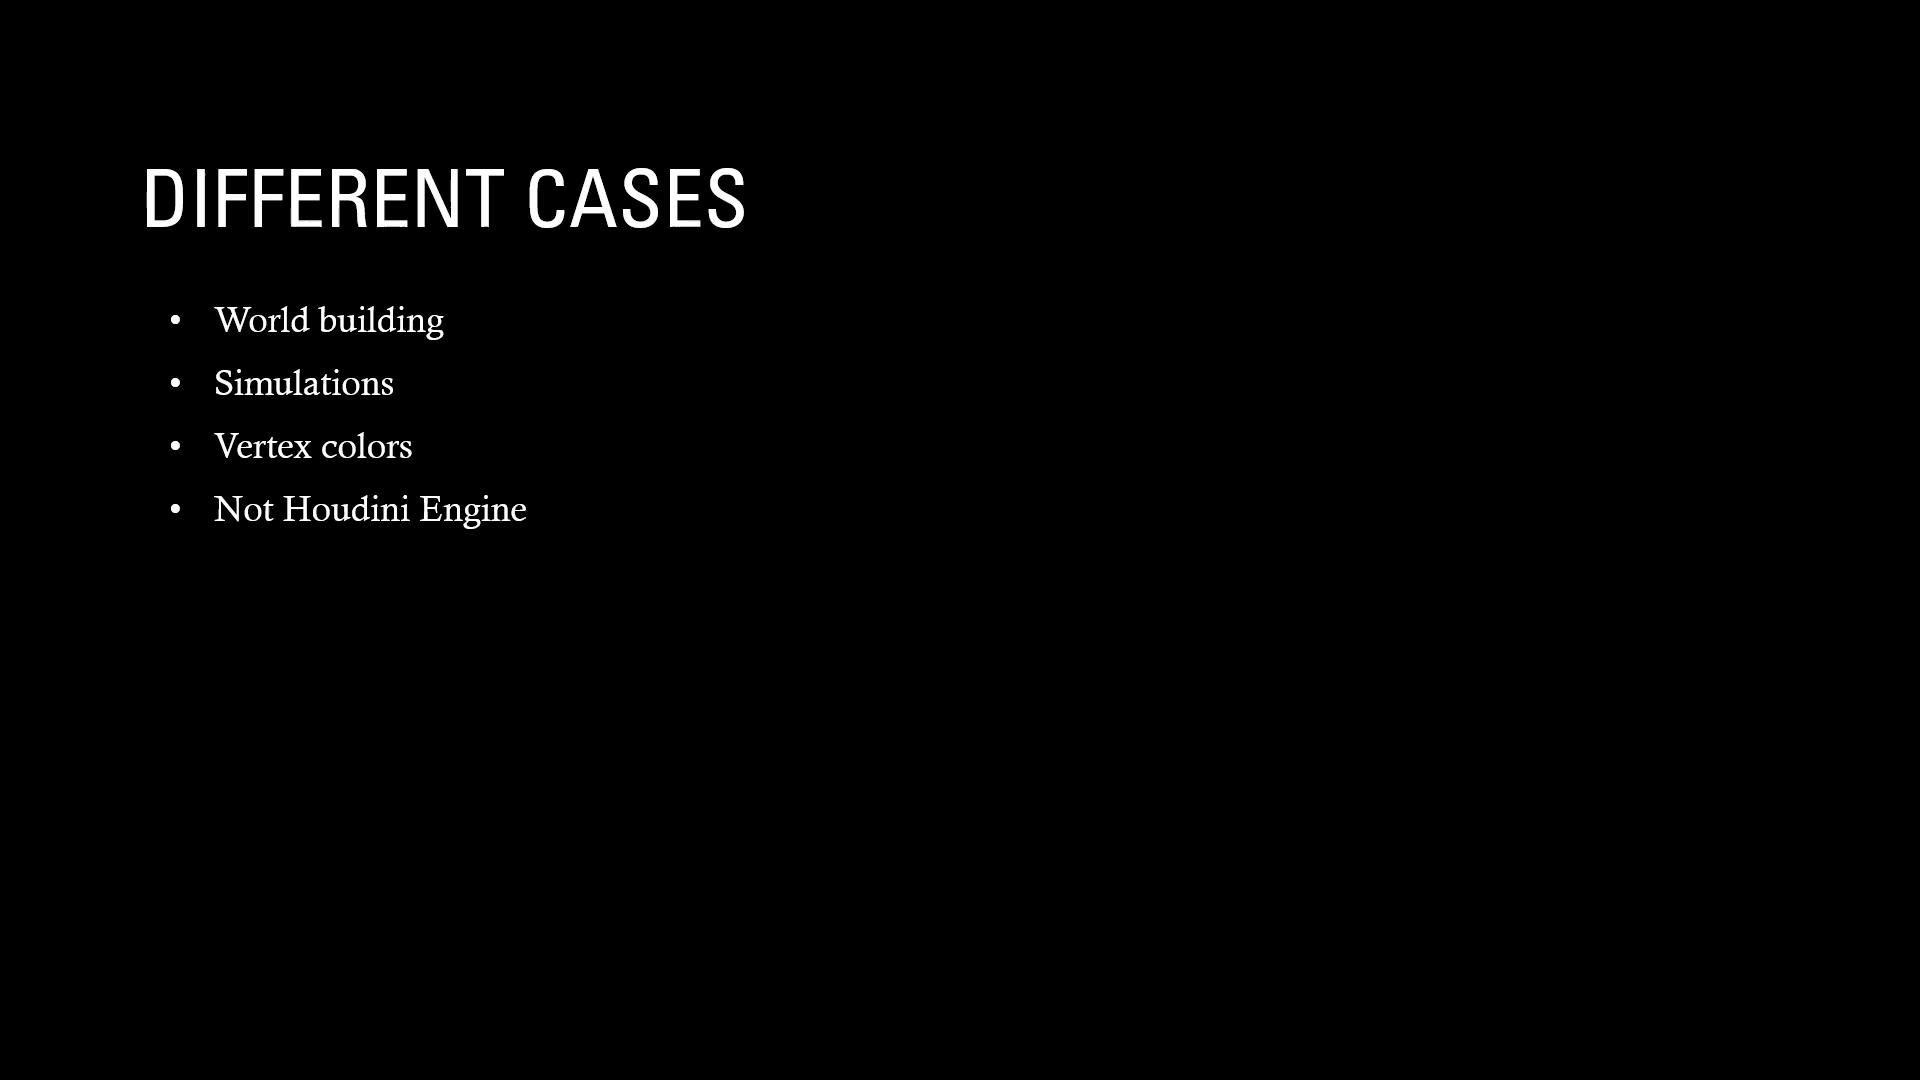 DIFFERENT CASES
• World building
• Simulations
• Vertex colors
• Not Houdini Engine